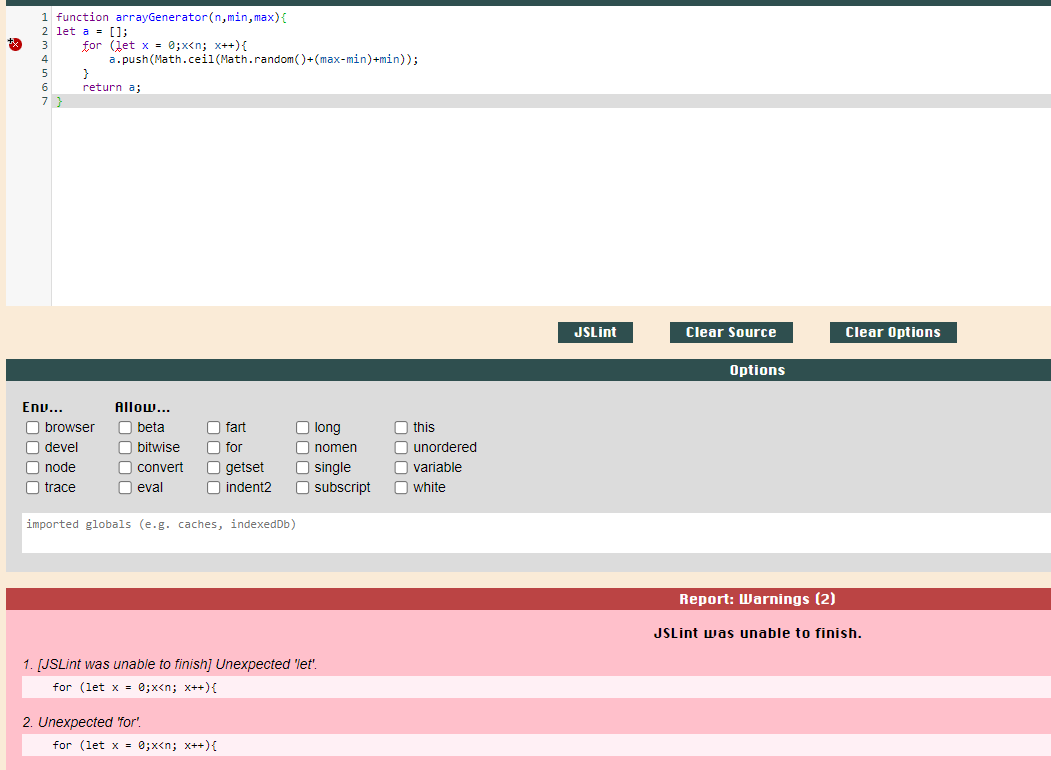 1 function arrayGenerator(n,min,max){
2 let a = [];
3 for (let x = 0;x<n; x++){
4 a.push(Math.ceil(Math.random()+(max-min)+min));
5 }
6 return a;
7 }
JSLint Clear Source Clear Options
Options
Env... Allow...
browser beta fart long this
devel bitwise for nomen unordered
node convert getset single variable
trace eval indent2 subscript white
imported globals (e.g. caches, indexedDb)
Report: Warnings (2)
JSLint was unable to finish.
1. [JSLint was unable to finish] Unexpected 'let'.
for (let x = 0;x<n; x++){
2. Unexpected 'for'.
for (let x = 0;x<n; x++){